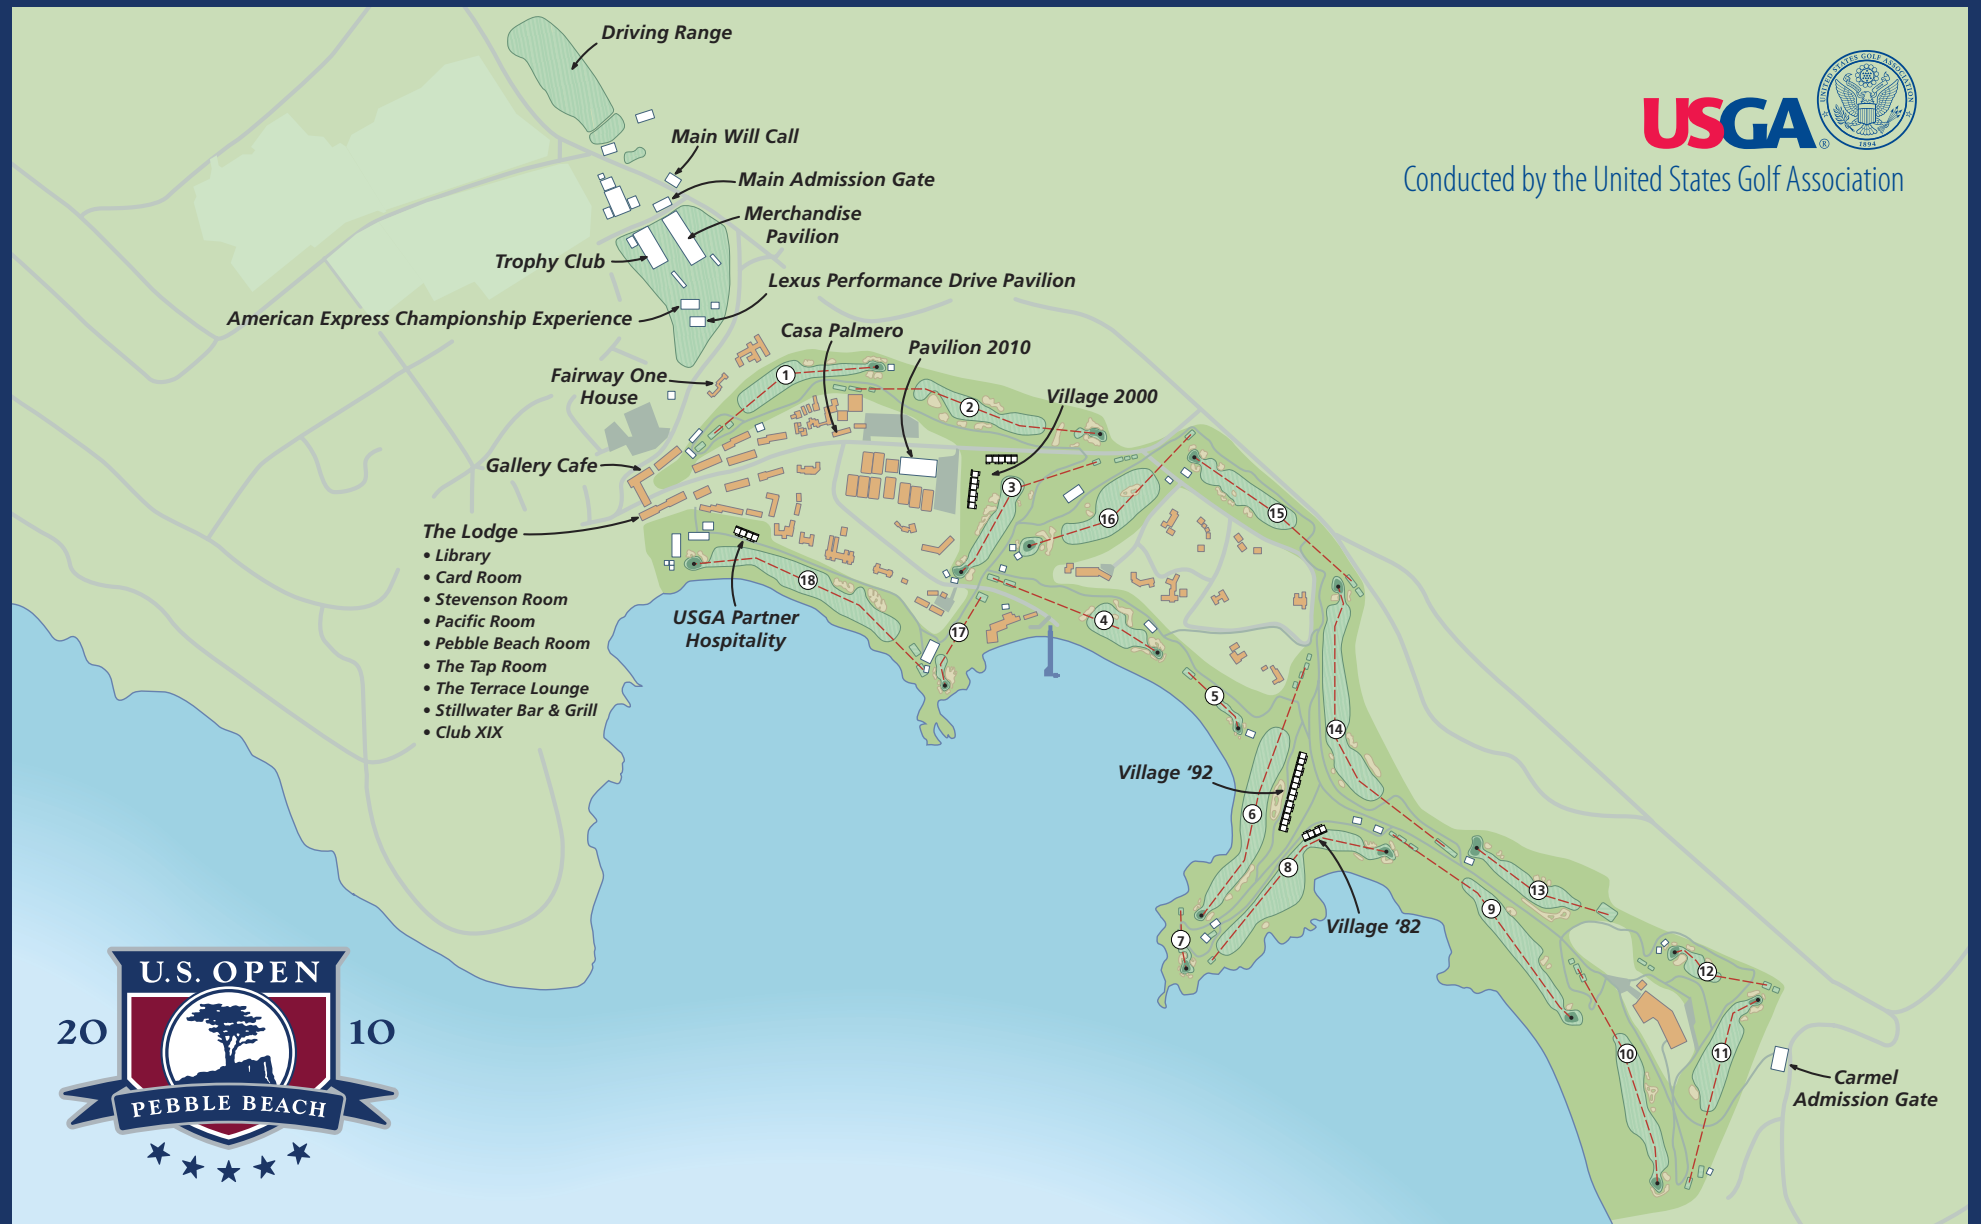 Driving Range
Main Will Call
Main Admission Gate
Merchandise
Pavilion
Trophy Club
Lexus Performance Drive Pavilion
American Express Championship Experience
Casa Palmero
Pavilion 2010
Fairway One
House
Village 2000
Gallery Cafe
The Lodge
• Library
• Card Room
• Stevenson Room
• Pacific Room
• Pebble Beach Room
• The Tap Room
• The Terrace Lounge
• Stillwater Bar & Grill
• Club XIX
USGA Partner
Hospitality
Village ‘92
Village ‘82
Carmel
Admission Gate
1
2
3
4
5
6
7
8
9
10
11
12
13
14
15
16
17
18
USGA®
UNITED STATES GOLF ASSOCIATION
1894
Conducted by the United States Golf Association
U.S. OPEN
20 10
PEBBLE BEACH